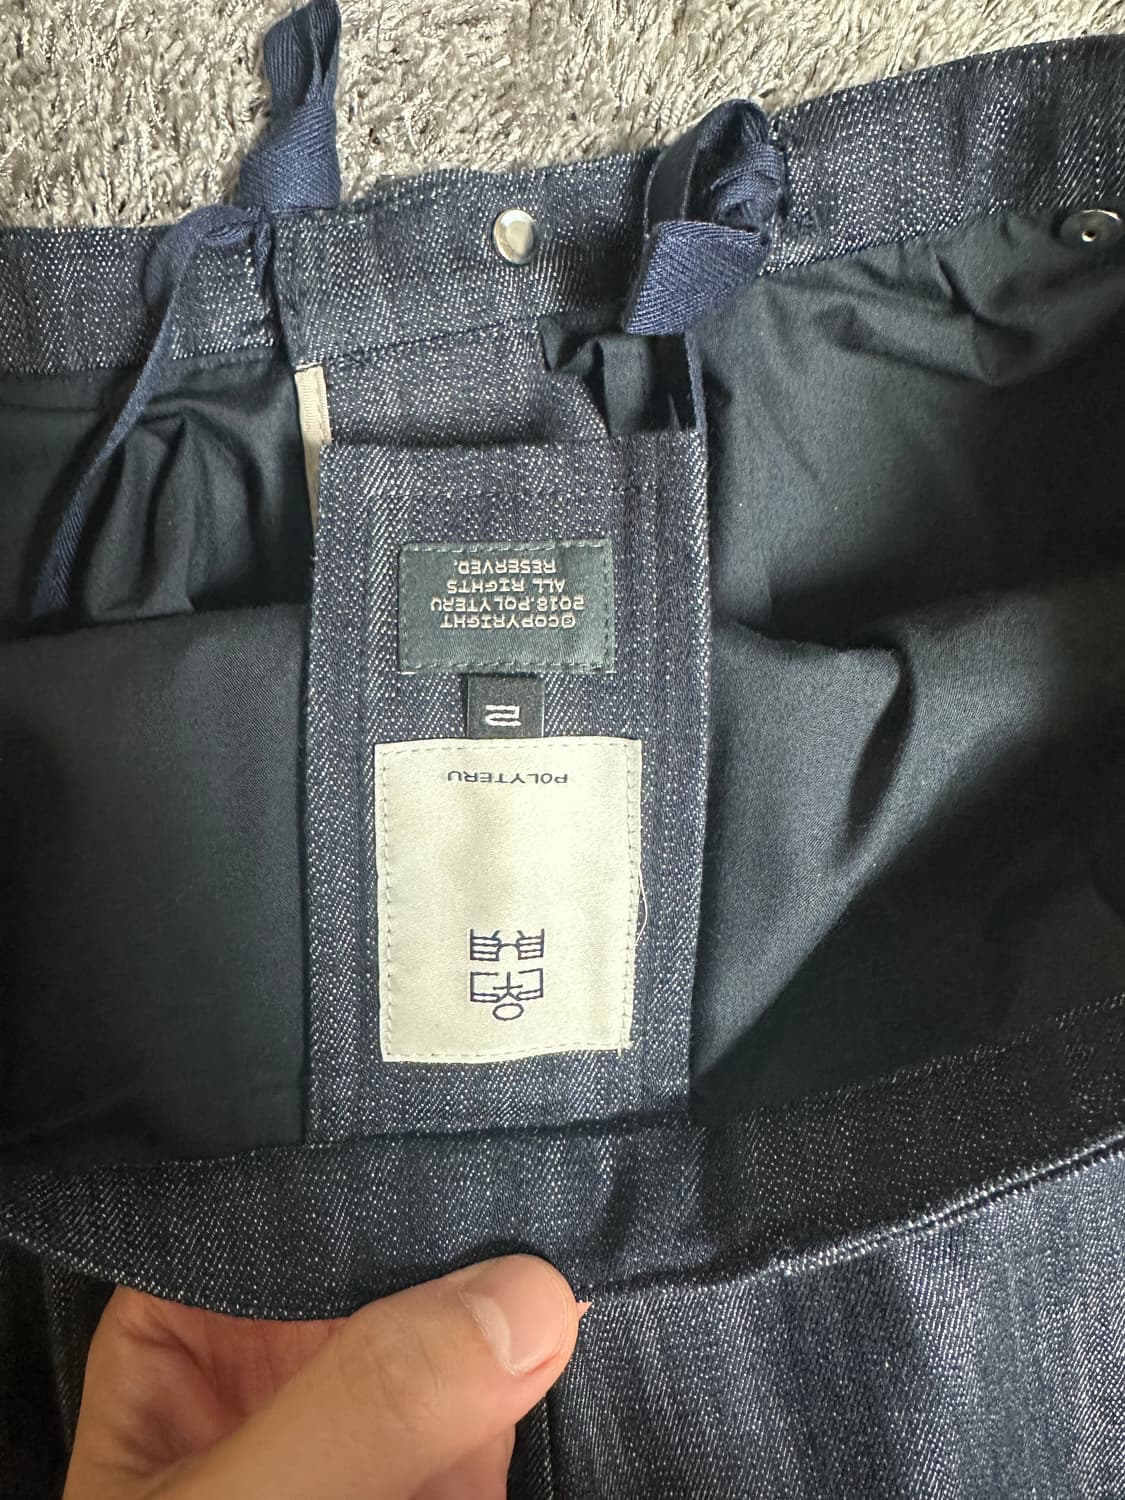 POLYTERU
2
©COPYRIGHT
2018.POLYTERU
ALL RIGHTS
RESERVED.